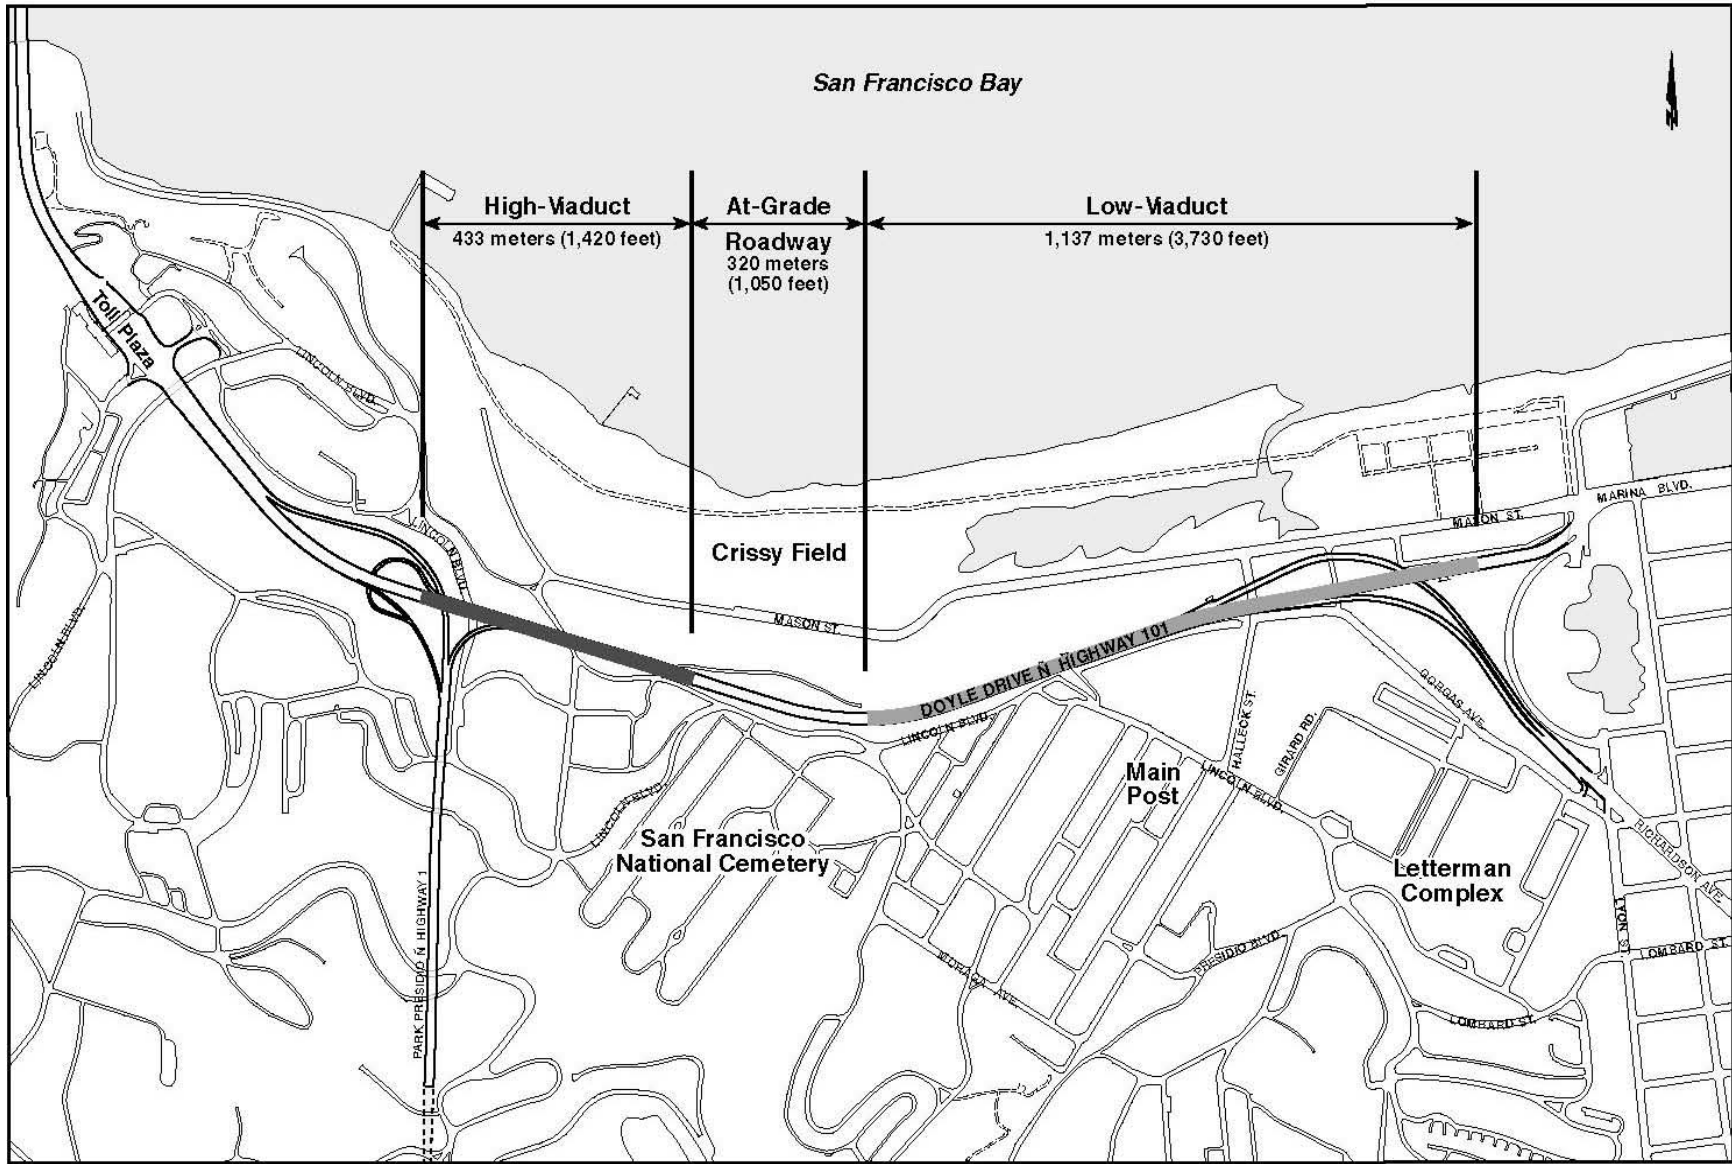 San Francisco Bay
N
High-Viaduct
433 meters (1,420 feet)
At-Grade
Roadway
320 meters
(1,050 feet)
Low-Viaduct
1,137 meters (3,730 feet)
Toll Plaza
LINCOLN BLVD.
LINCOLN BLVD.
MARINA BLVD.
MASON ST.
Crissy Field
MASON ST.
LINCOLN BLVD.
DOYLE DRIVE Ñ HIGHWAY 101
LINCOLN BLVD.
GORGAS AVE.
HALLECK ST.
GIRARD RD.
Main
Post
LINCOLN BLVD.
LINCOLN BLVD.
San Francisco
National Cemetery
RICHARDSON AVE.
Letterman
Complex
PARK PRESIDIO Ñ HIGHWAY 1
LYON ST.
LOMBARD ST.
PRESIDIO BLVD.
MORAGA AVE.
LOMBARD ST.